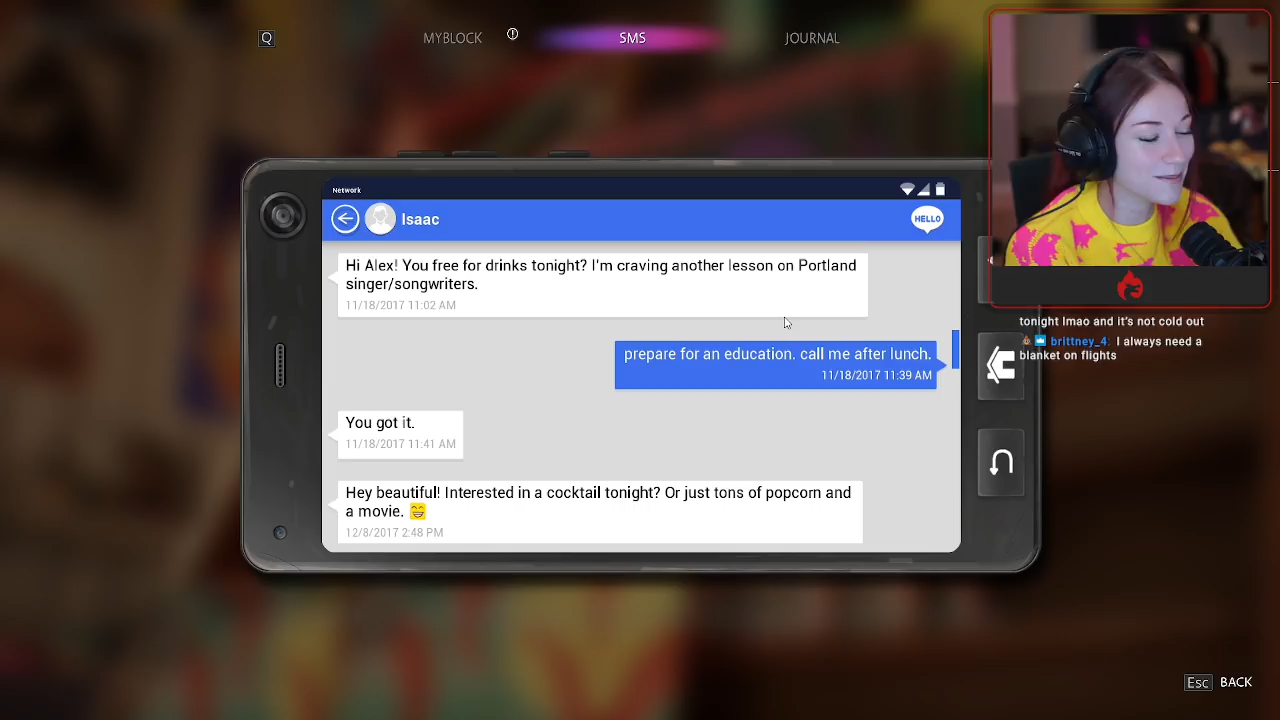 Q
MYBLOCK
SMS
JOURNAL
Network
Isaac
HELLO
Hi Alex! You free for drinks tonight? I'm craving another lesson on Portland
singer/songwriters.
11/18/2017 11:02 AM
prepare for an education. call me after lunch.
11/18/2017 11:39 AM
You got it.
11/18/2017 11:41 AM
Hey beautiful! Interested in a cocktail tonight? Or just tons of popcorn and
a movie. 😄
12/8/2017 2:48 PM
tonight lmao and it's not cold out
brittney_4: I always need a
blanket on flights
Esc BACK